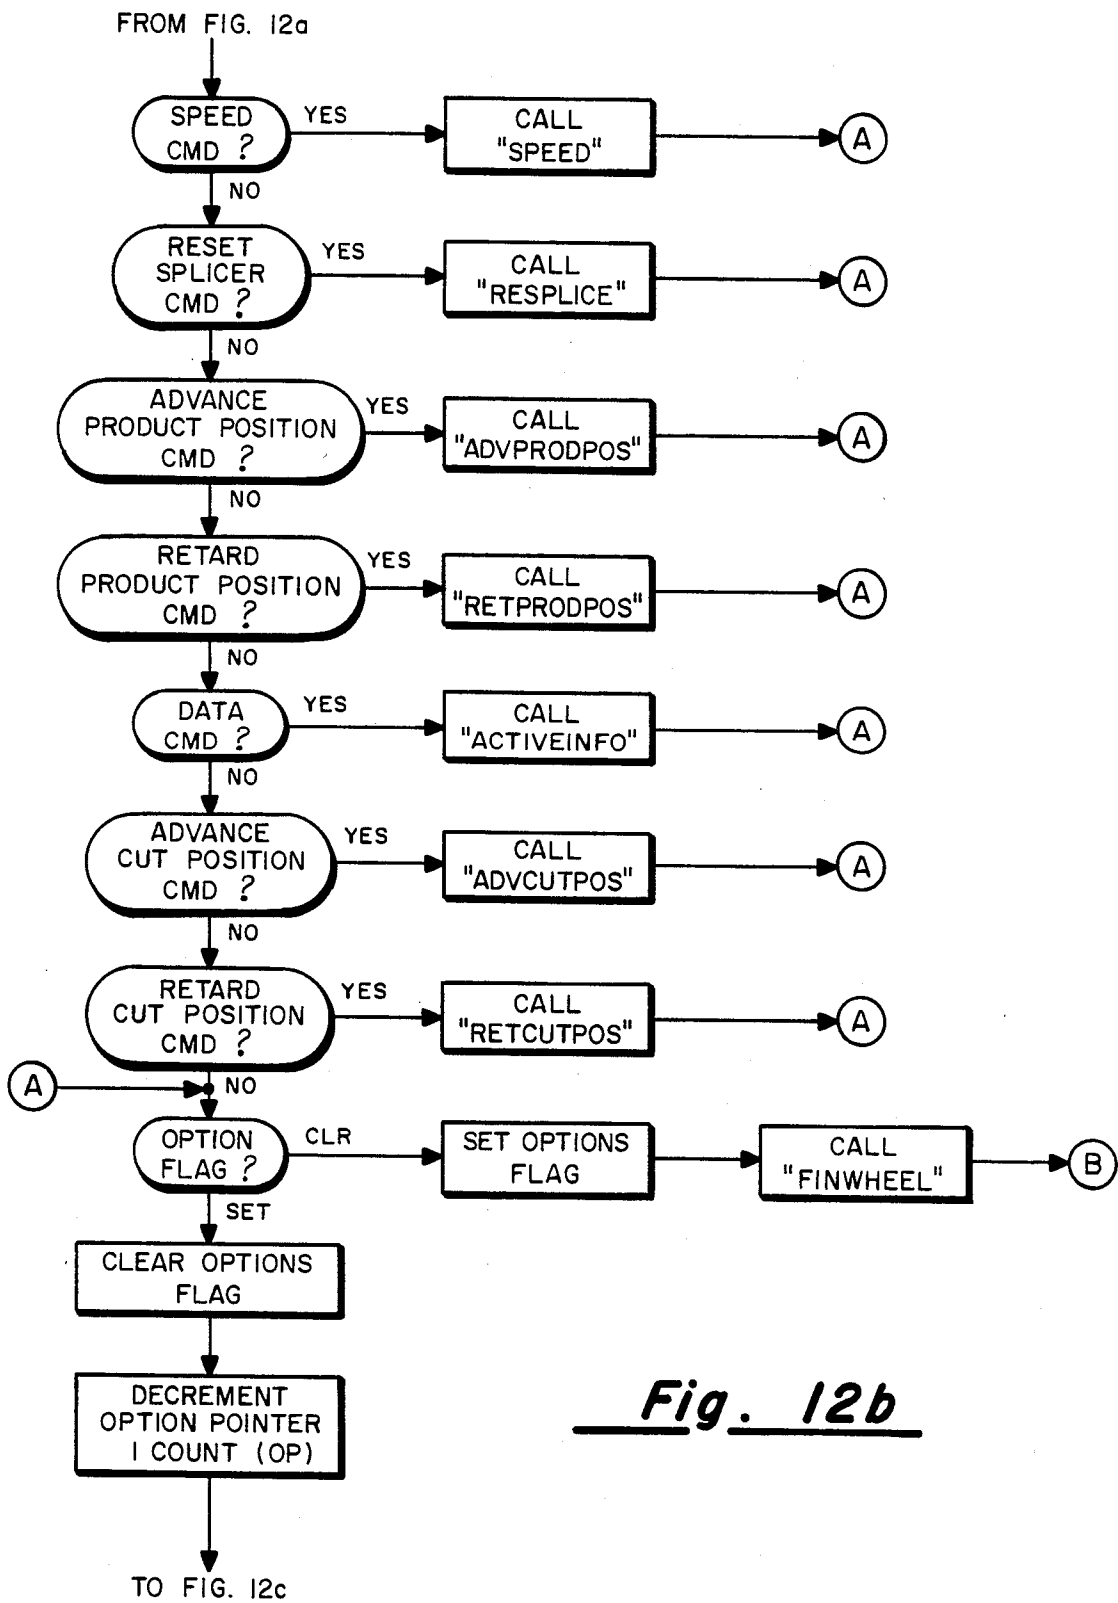 FROM FIG. 12a
SPEED
CMD ?
YES
CALL
"SPEED"
A
NO
RESET
SPLICER
CMD ?
YES
CALL
"RESPLICE"
A
NO
ADVANCE
PRODUCT POSITION
CMD ?
YES
CALL
"ADVPRODPOS"
A
NO
RETARD
PRODUCT POSITION
CMD ?
YES
CALL
"RETPRODPOS"
A
NO
DATA
CMD ?
YES
CALL
"ACTIVEINFO"
A
NO
ADVANCE
CUT POSITION
CMD ?
YES
CALL
"ADVCUTPOS"
A
NO
RETARD
CUT POSITION
CMD ?
YES
CALL
"RETCUTPOS"
A
A
NO
OPTION
FLAG ?
CLR
SET OPTIONS
FLAG
CALL
"FINWHEEL"
B
SET
CLEAR OPTIONS
FLAG
DECREMENT
OPTION POINTER
1 COUNT (OP)
Fig. 12b
TO FIG. 12c